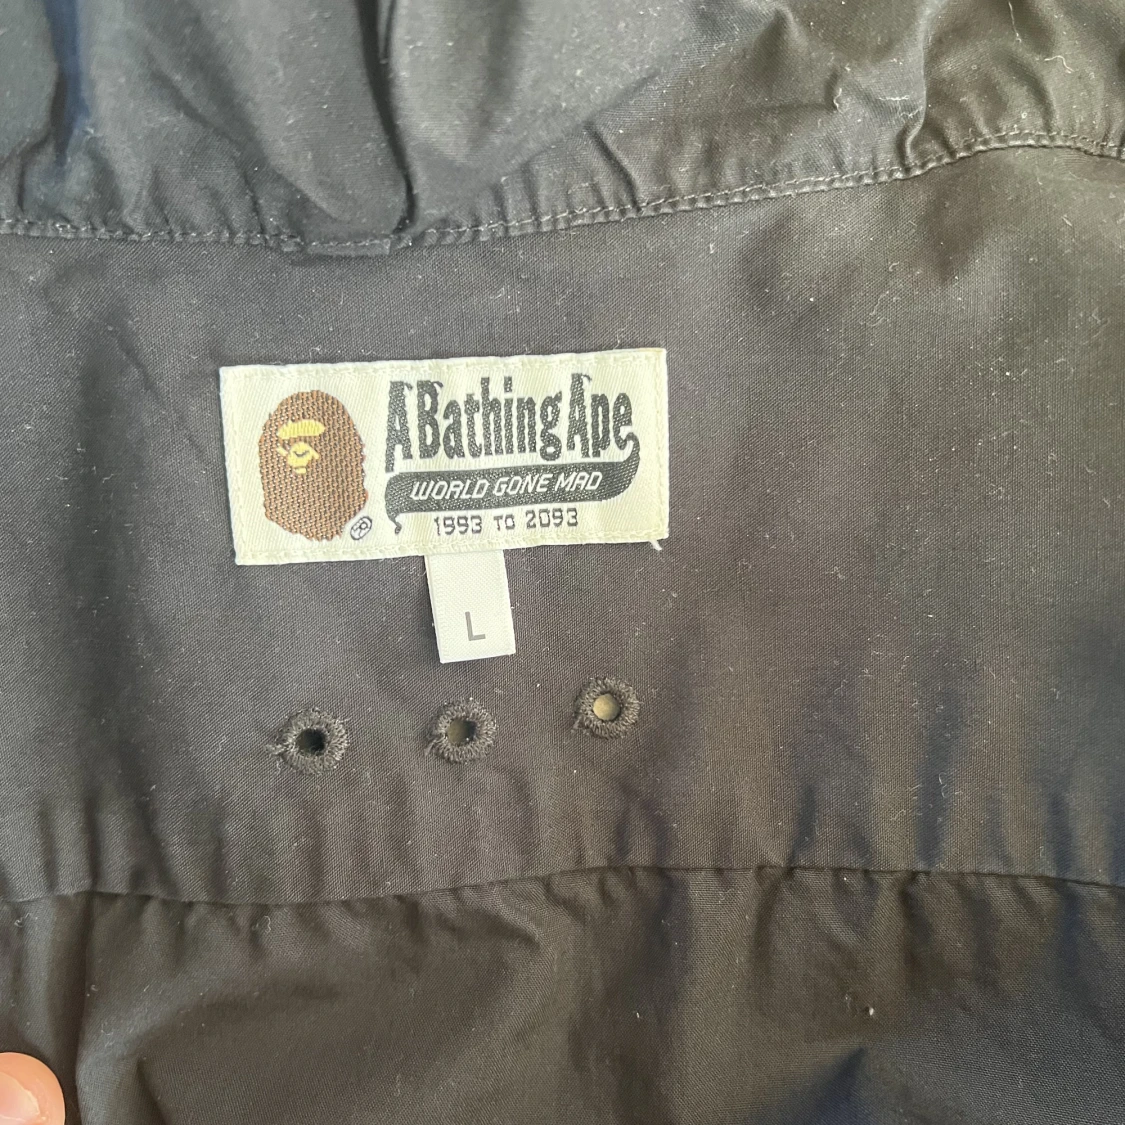 A Bathing Ape
WORLD GONE MAD
1993 TO 2093
L